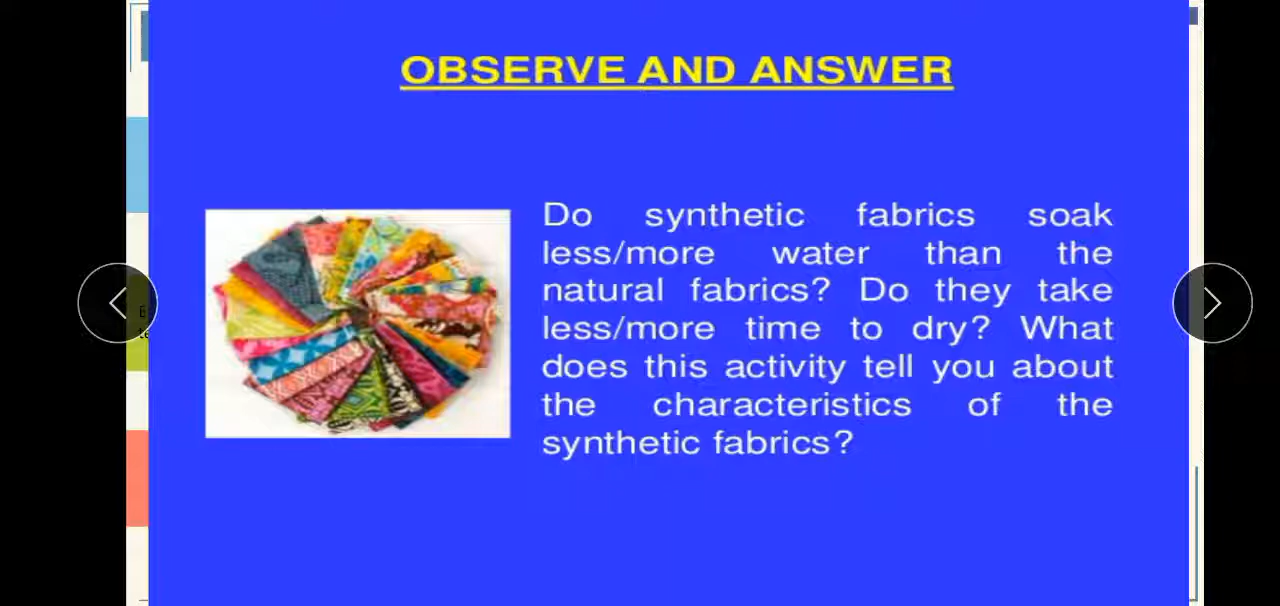 OBSERVE AND ANSWER
Do synthetic fabrics soak
less/more water than the
natural fabrics? Do they take
less/more time to dry? What
does this activity tell you about
the characteristics of the
synthetic fabrics?